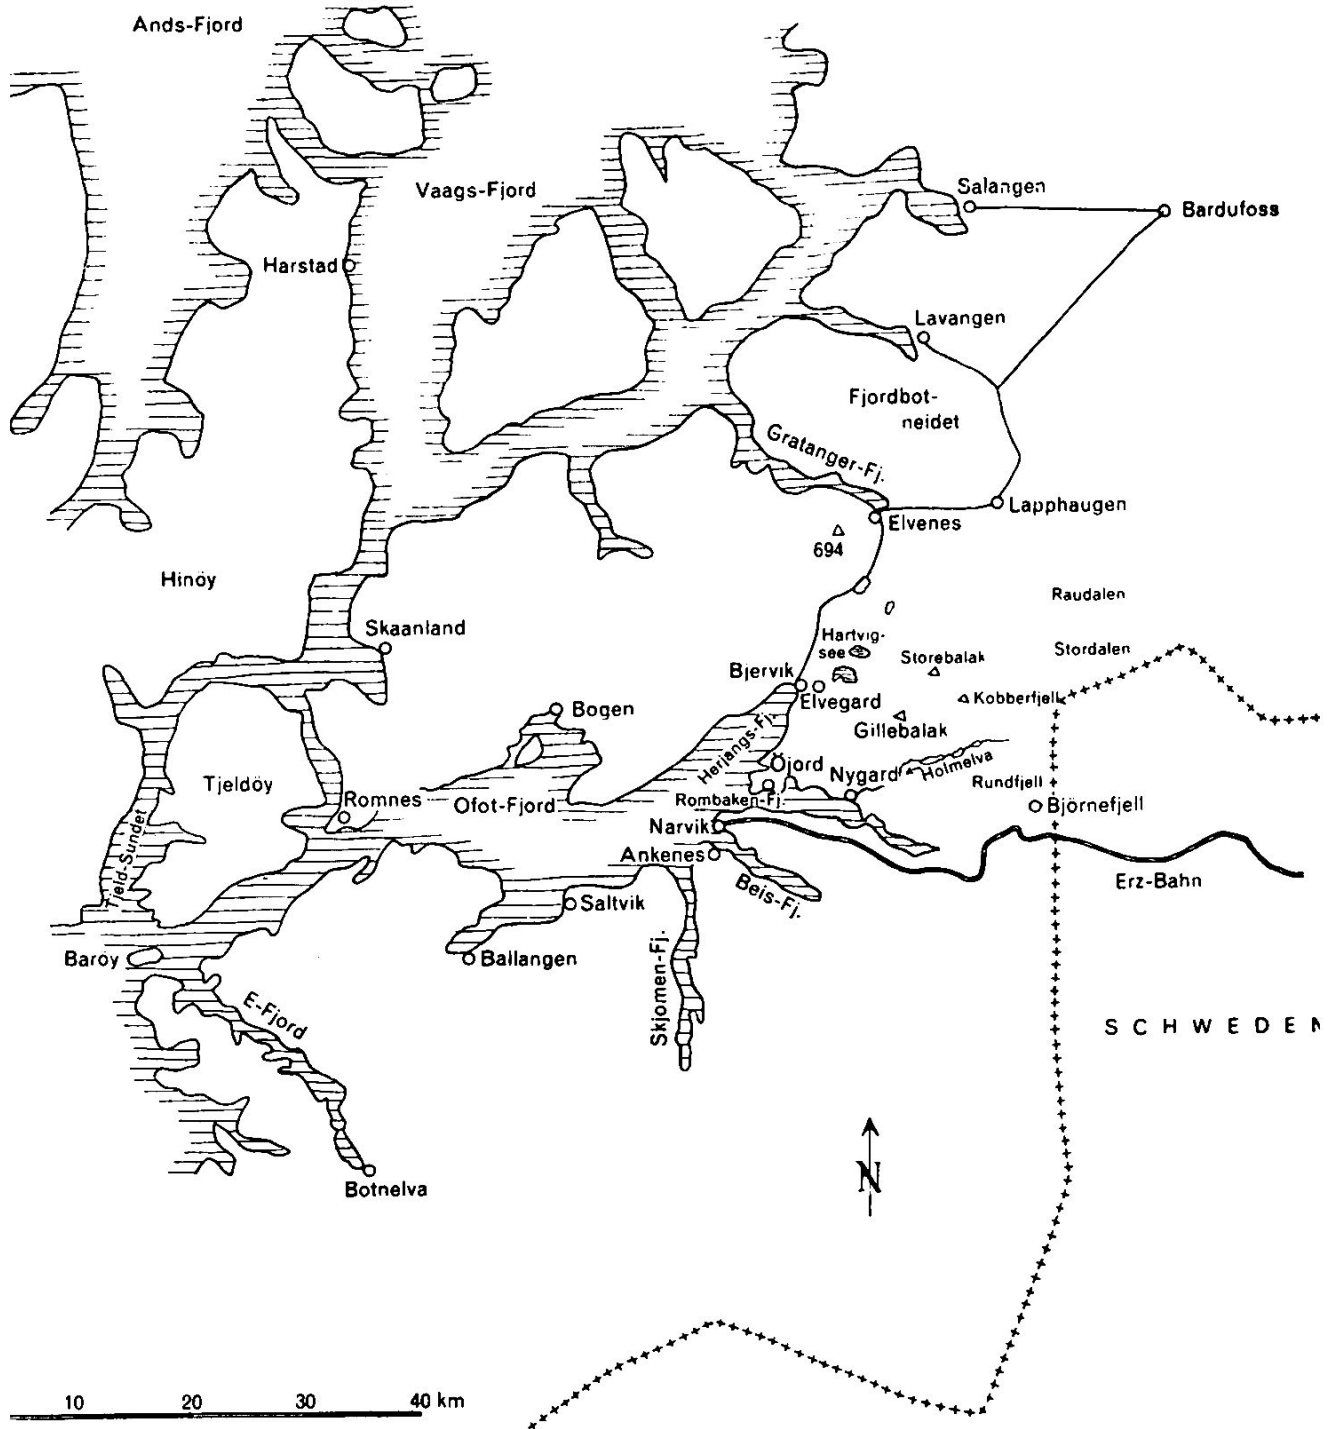 Ands-Fjord
Vaags-Fjord
Salangen
Bardufoss
Harstad
Lavangen
Fjordbot-
neidet
Gratanger-Fj.
Lapphaugen
Elvenes
694
Hinöy
Raudalen
Skaanland
Hartvig-
see
Stordalen
Storebalak
Bjervik
Elvegard
Kobberfjell
Bogen
Gillebalak
Herjangs-Fj.
Öjord
Nygard
Holmelva
Tjeldöy
Rundfjell
Romnes
Ofot-Fjord
Rombaken-Fj.
Björnefjell
Tjeld-Sundet
Narvik
Ankenes
Beis-Fj.
Erz-Bahn
Saltvik
Baröy
Ballangen
Skjomen-Fj.
E-Fjord
SCHWEDEN
N
Botnelva
10 20 30 40 km